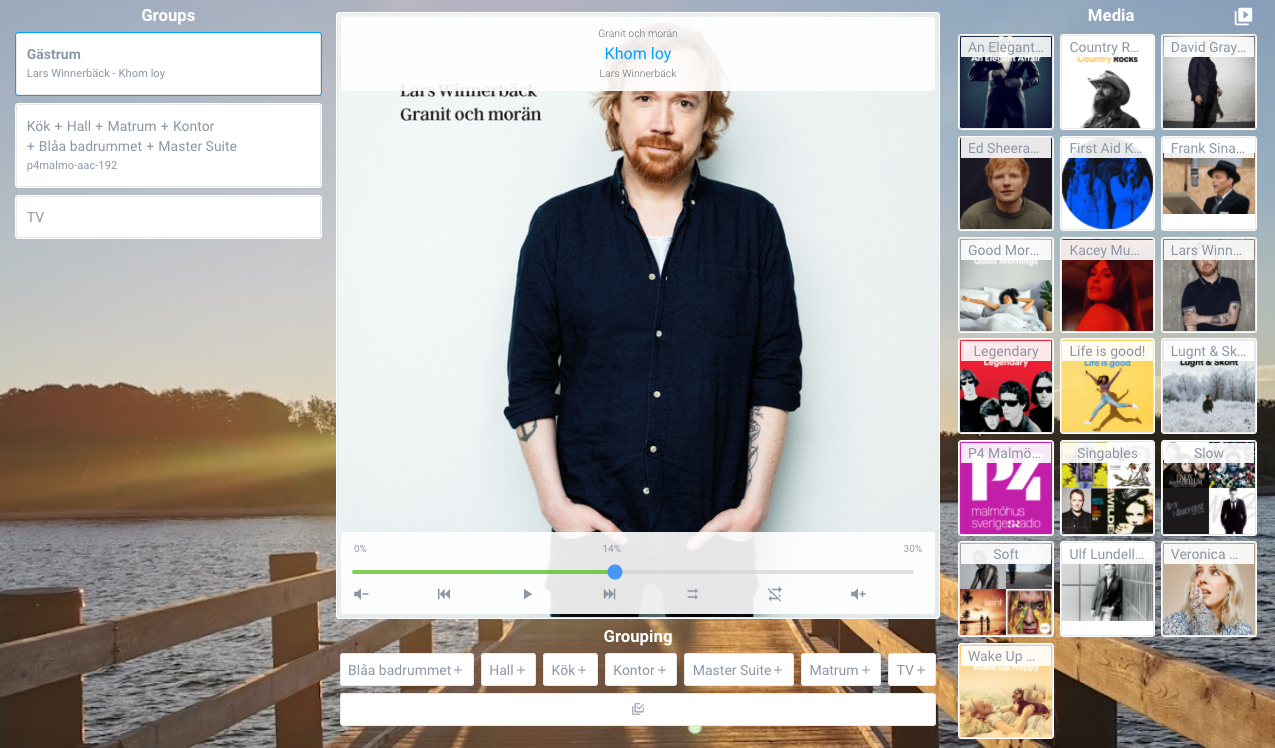 Groups
Gästrum
Lars Winnerbäck - Khom loy
Kök + Hall + Matrum + Kontor
+ Blåa badrummet + Master Suite
p4malmo-aac-192
TV
Granit och morän
Khom loy
Lars Winnerbäck
Lars Winnerbäck
Granit och morän
0%
14%
30%
Grouping
Blåa badrummet +
Hall +
Kök +
Kontor +
Master Suite +
Matrum +
TV +
Media
An Elegant...
An Elegant Affair
Country R...
Country Rocks
David Gray...
Ed Sheera...
First Aid K...
Frank Sina...
Good Mor...
Good Mornings
Kacey Mu...
Lars Winn...
Legendary
Legendary
Life is good!
Life is good
Lugnt & Sk...
Lugnt & Skönt
P4 Malmö...
P4
malmöhus
sverigesradio
Singables
WILDE
Slow
Soft
kent
Ulf Lundell...
Veronica ...
Wake Up ...
Wake Up Happy